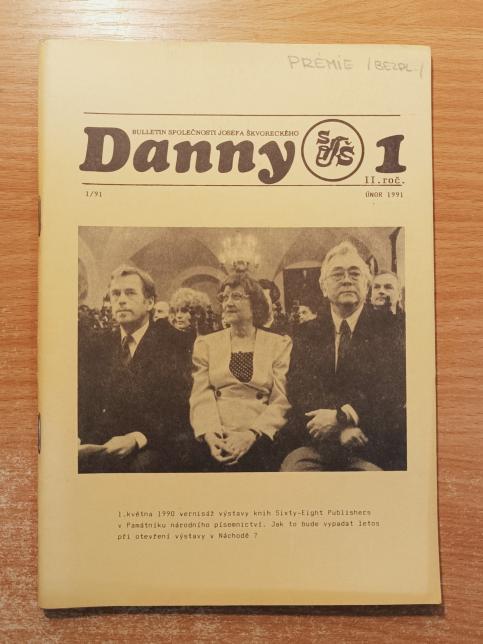 PRÉMIE /BEZPL./
BULLETIN SPOLEČNOSTI JOSEFA ŠKVORECKÉHO
Danny 1
II.roč.
1/91
ÚNOR 1991
1.května 1990 vernisáž výstavy knih Sixty-Eight Publishers
v Památníku národního písemnictví. Jak to bude vypadat letos
při otevření výstavy v Náchodě ?